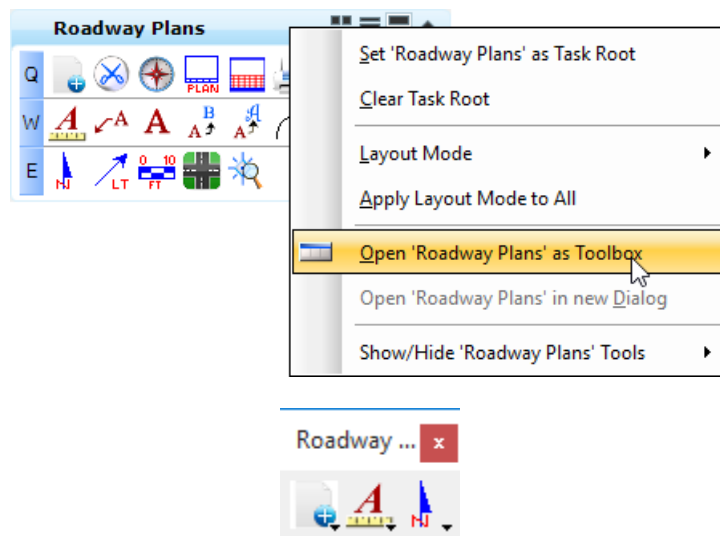 Roadway Plans
Set 'Roadway Plans' as Task Root
Clear Task Root
Layout Mode
Apply Layout Mode to All
Open 'Roadway Plans' as Toolbox
Open 'Roadway Plans' in new Dialog
Show/Hide 'Roadway Plans' Tools
Q
PLAN
W A A A B A A A
E NJ LT 0 10 FT
Roadway ... x
A NJ